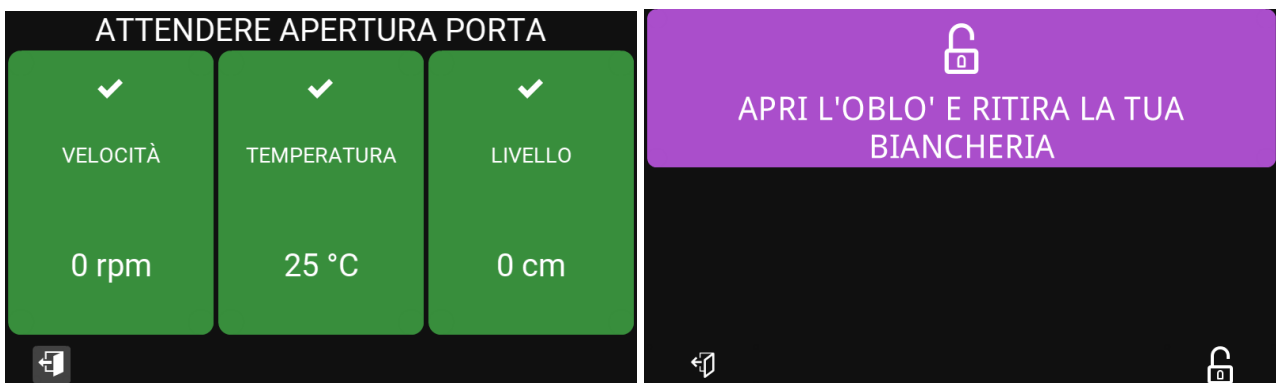 ATTENDERE APERTURA PORTA
VELOCITÀ
0 rpm
TEMPERATURA
25 °C
LIVELLO
0 cm
APRI L'OBLO' E RITIRA LA TUA
BIANCHERIA